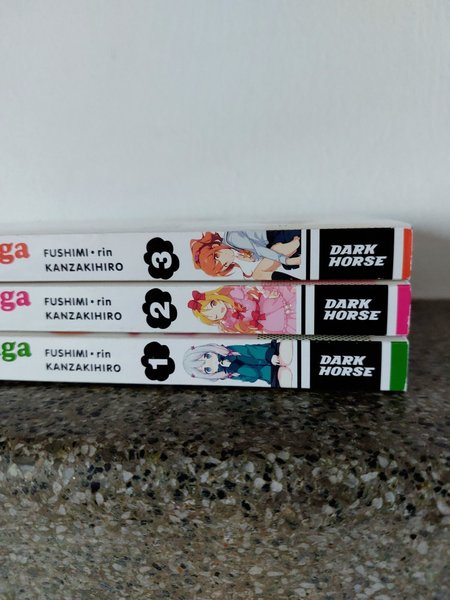 ga
FUSHIMI • rin
KANZAKIHIRO
3
DARK
HORSE
ga
FUSHIMI • rin
KANZAKIHIRO
2
DARK
HORSE
ga
FUSHIMI • rin
KANZAKIHIRO
1
DARK
HORSE